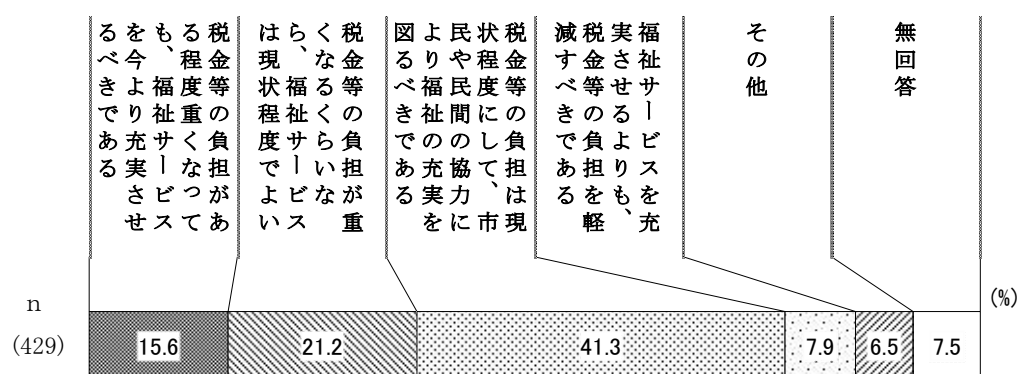 税金等の負担があ
る程度重くなって
も、福祉サービス
を今より充実させ
るべきである
税金等の負担が重
くなるくらいな
ら、福祉サービス
は現状程度でよい
税金等の負担は現
状程度にして、市
民や民間の協力に
より福祉の充実を
図るべきである
福祉サービスを充
実させるよりも、
税金等の負担を軽
減すべきである
その他
無回答
(%)
n
(429)
15.6
21.2
41.3
7.9
6.5
7.5